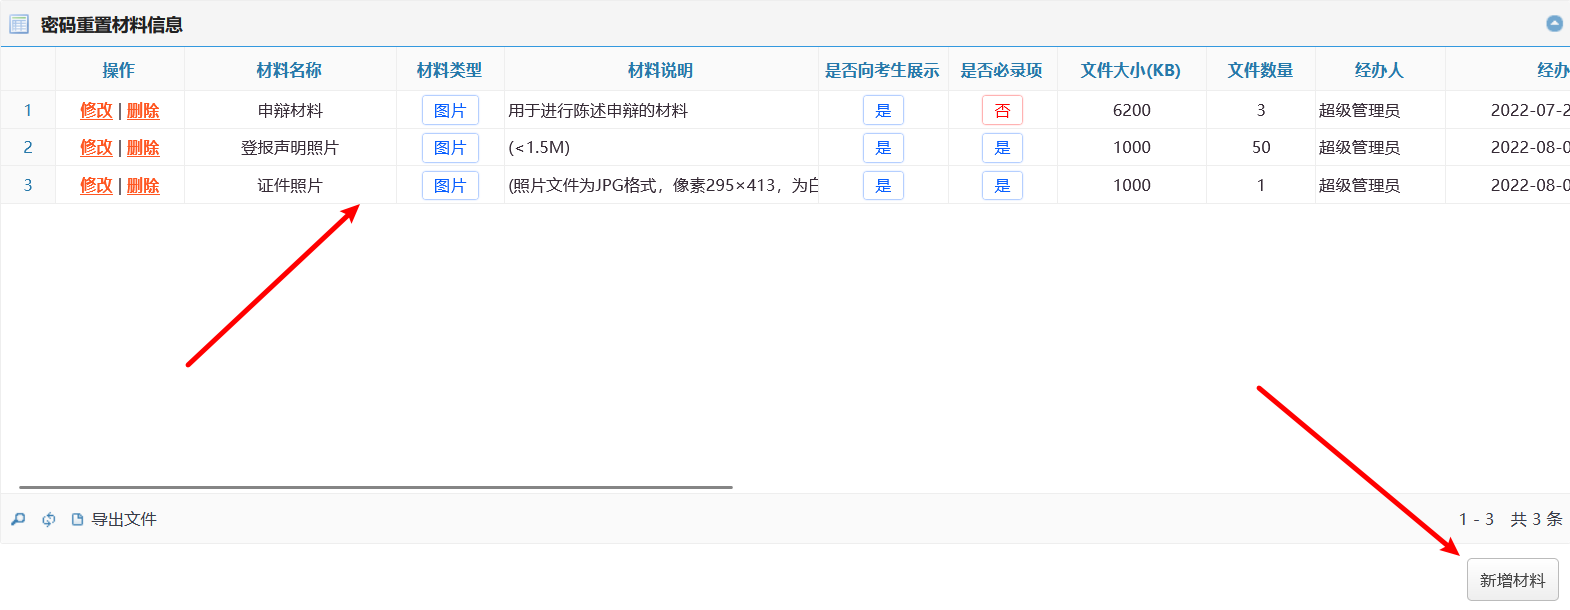 密码重置材料信息
操作 材料名称 材料类型 材料说明 是否向考生展示 是否必录项 文件大小(KB) 文件数量 经办人 经办
1 修改 | 删除 申辩材料 图片 用于进行陈述申辩的材料 是 否 6200 3 超级管理员 2022-07-2
2 修改 | 删除 登报声明照片 图片 (<1.5M) 是 是 1000 50 超级管理员 2022-08-0
3 修改 | 删除 证件照片 图片 (照片文件为JPG格式，像素295×413，为白 是 是 1000 1 超级管理员 2022-08-0
导出文件 1 - 3 共 3 条
新增材料